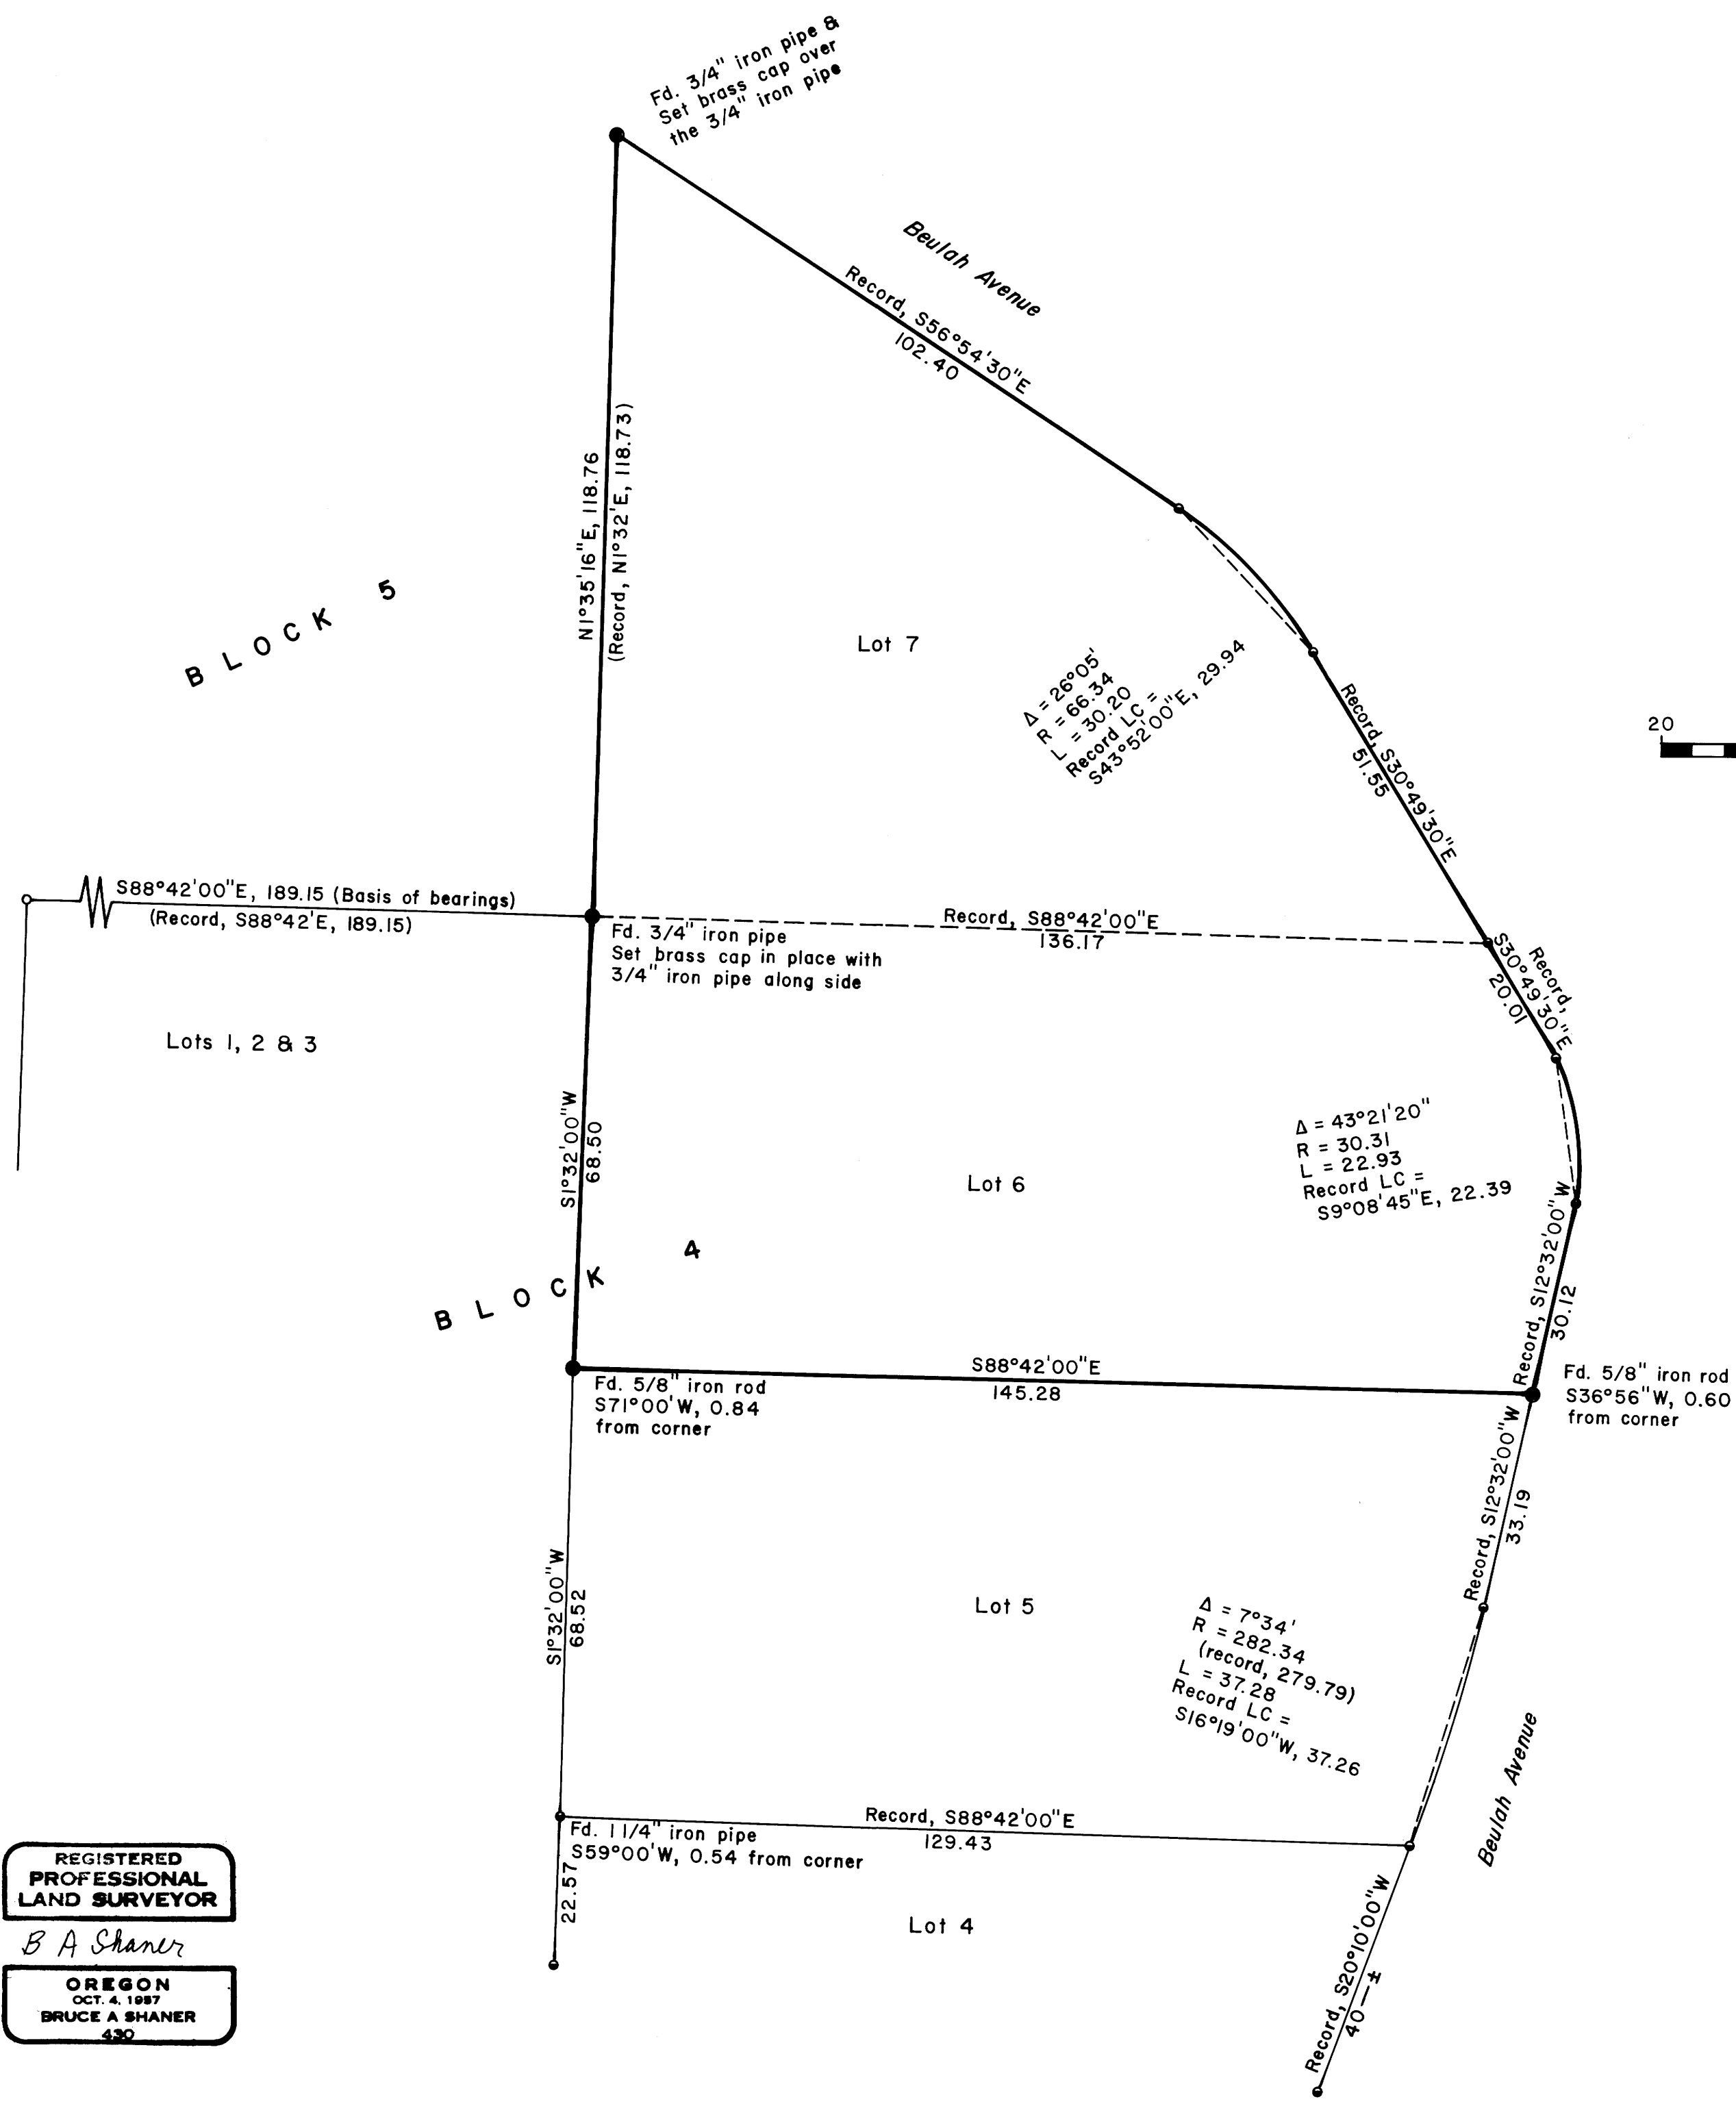 Fd. 3/4" iron pipe &
Set brass cap over
the 3/4" iron pipe
Beulah Avenue
Record, S56°54'30"E
102.40
N1°35'16"E, 118.76
(Record, N1°32'E, 118.73)
BLOCK 5
Lot 7
Δ = 26°05'
R = 66.34
L = 30.20
Record LC =
S43°52'00"E, 29.94
Record, S30°49'30"E
51.55
20
S88°42'00"E, 189.15 (Basis of bearings)
(Record, S88°42'E, 189.15)
Record, S88°42'00"E
136.17
Fd. 3/4" iron pipe
Set brass cap in place with
3/4" iron pipe along side
Record,
S30°49'30"E
20.01
Lots 1, 2 & 3
S1°32'00"W
68.50
Lot 6
Δ = 43°21'20"
R = 30.31
L = 22.93
Record LC =
S9°08'45"E, 22.39
BLOCK 4
Record, S12°32'00"W
30.12
S88°42'00"E
145.28
Fd. 5/8" iron rod
S71°00'W, 0.84
from corner
Fd. 5/8" iron rod
S36°56"W, 0.60
from corner
Record, S12°32'00"W
33.19
S1°32'00"W
68.52
Lot 5
Δ = 7°34'
R = 282.34
(record, 279.79)
L = 37.28
Record LC =
S16°19'00"W, 37.26
Beulah Avenue
Record, S88°42'00"E
129.43
Fd. 1 1/4" iron pipe
S59°00'W, 0.54 from corner
22.57
Lot 4
Record, S20°10'00"W
40 ±
REGISTERED
PROFESSIONAL
LAND SURVEYOR
B A Shaner
OREGON
OCT. 4, 1957
BRUCE A SHANER
430